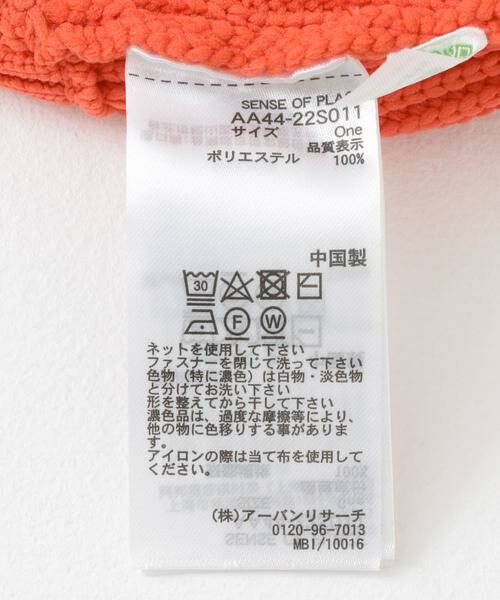 SENSE OF PLA
AA44-22S011
サイズ One
品質表示
ポリエステル 100%
中国製
30
F W
ネットを使用して下さい
ファスナーを閉じて洗って下さい
色物(特に濃色)は白物・淡色物
と分けてお洗い下さい
形を整えてから干して下さい
濃色品は、過度な摩擦等により、
他の物に色移りする事がありま
す。
アイロンの際は当て布を使用して
ください。
(株)アーバンリサーチ
0120-96-7013
MBI/10016